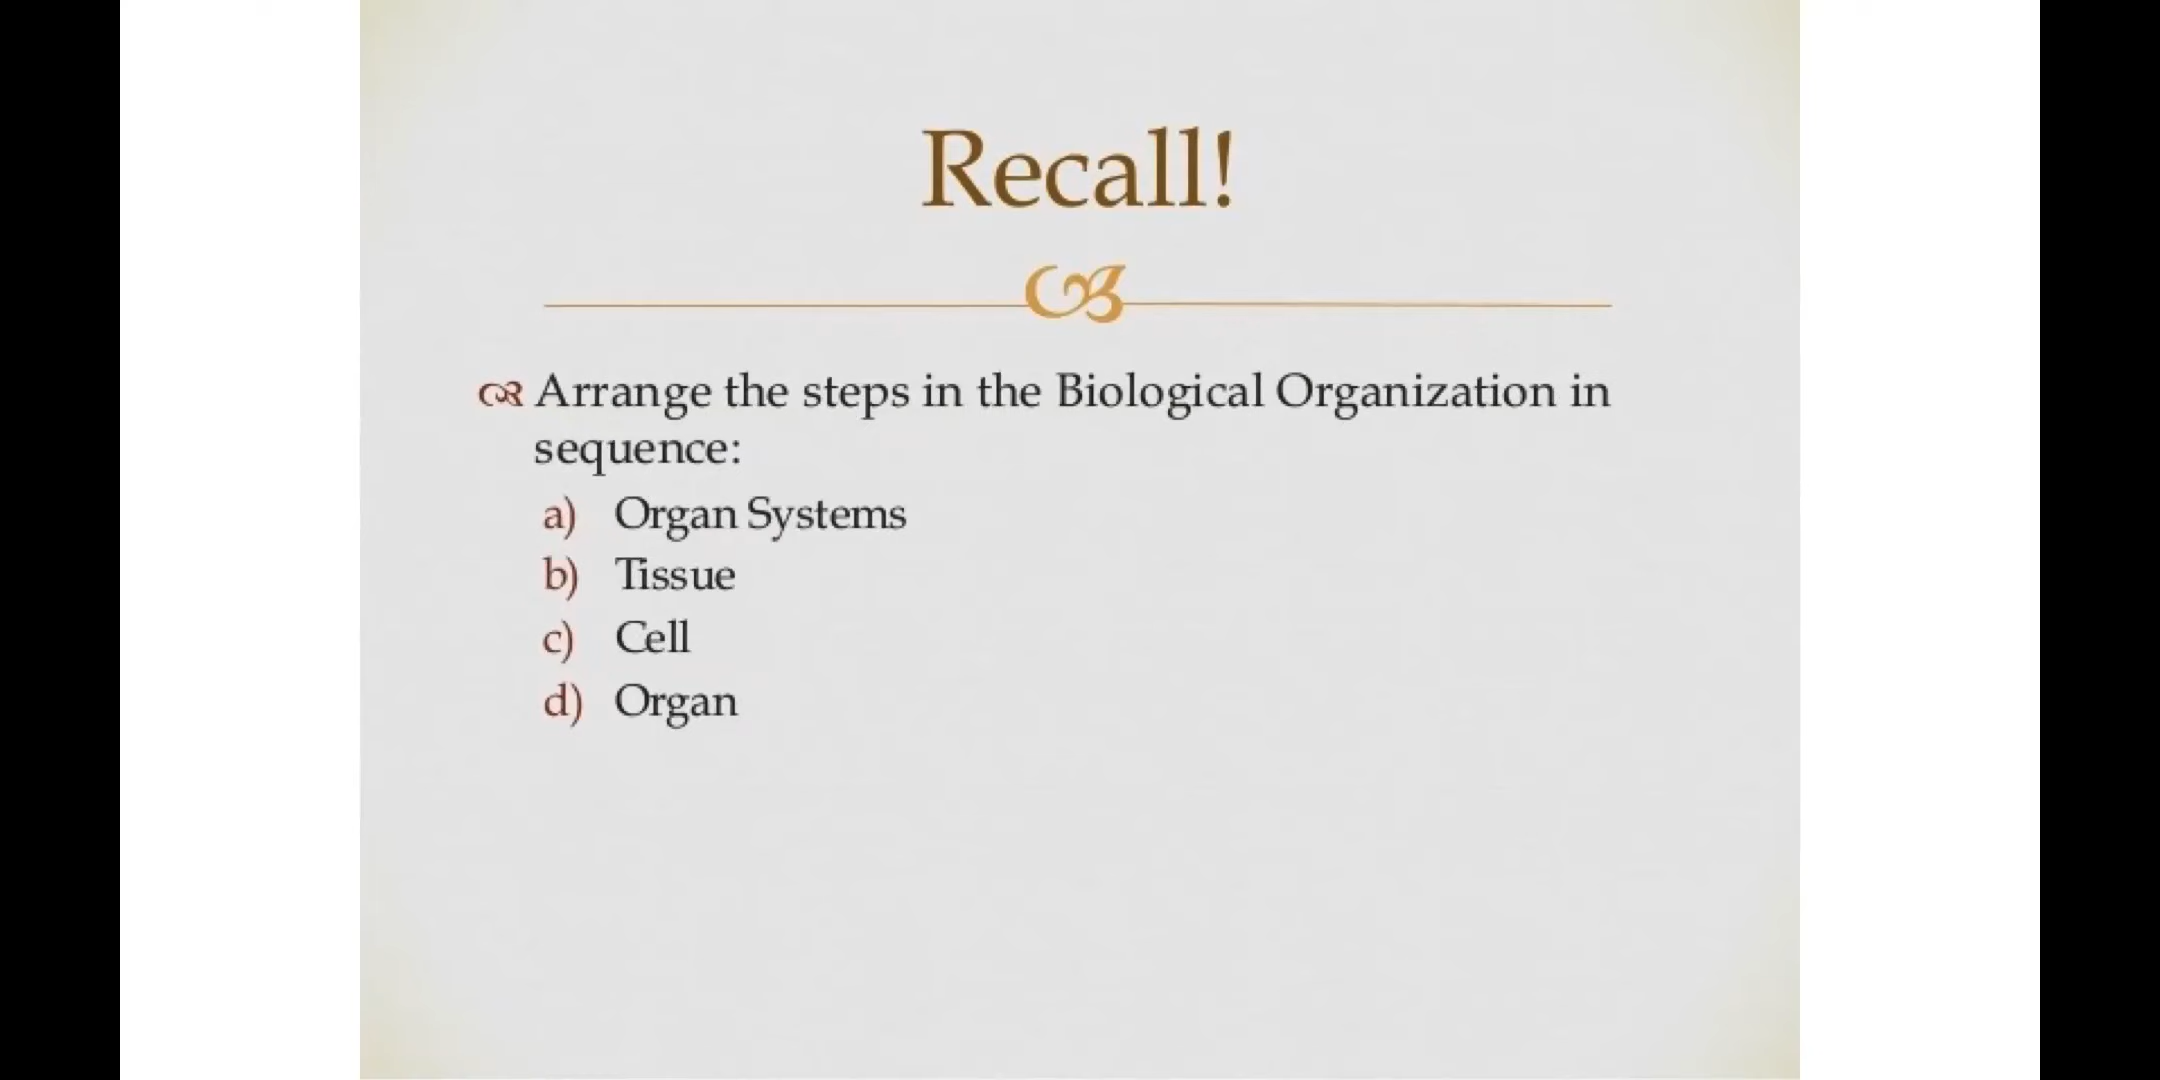 Recall!
Arrange the steps in the Biological Organization in
sequence:
a) Organ Systems
b) Tissue
c) Cell
d) Organ